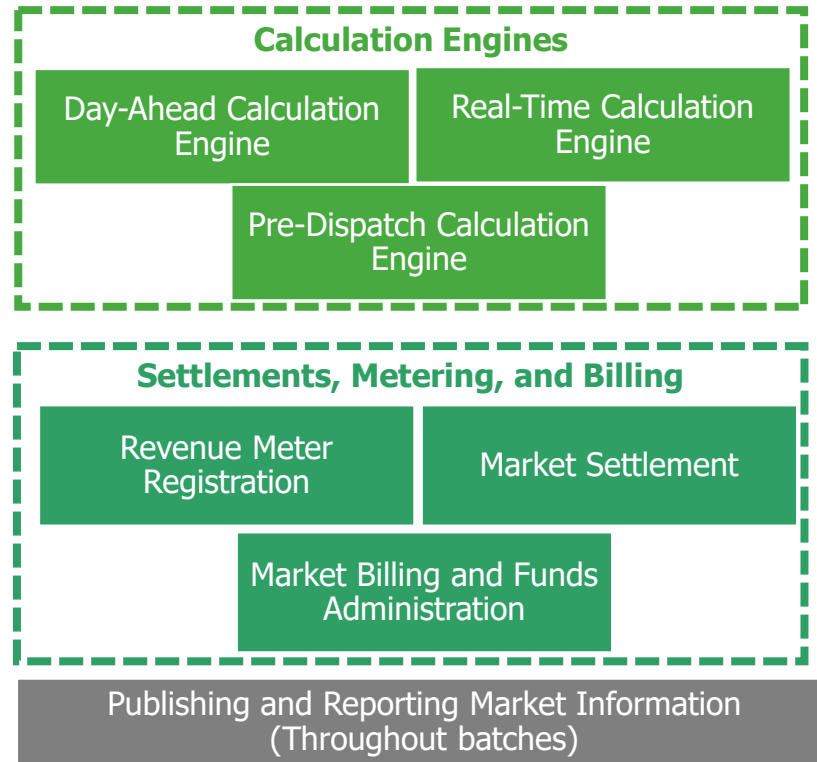 Calculation Engines
Day-Ahead Calculation
Engine
Real-Time Calculation
Engine
Pre-Dispatch Calculation
Engine
Settlements, Metering, and Billing
Revenue Meter
Registration
Market Settlement
Market Billing and Funds
Administration
Publishing and Reporting Market Information
(Throughout batches)